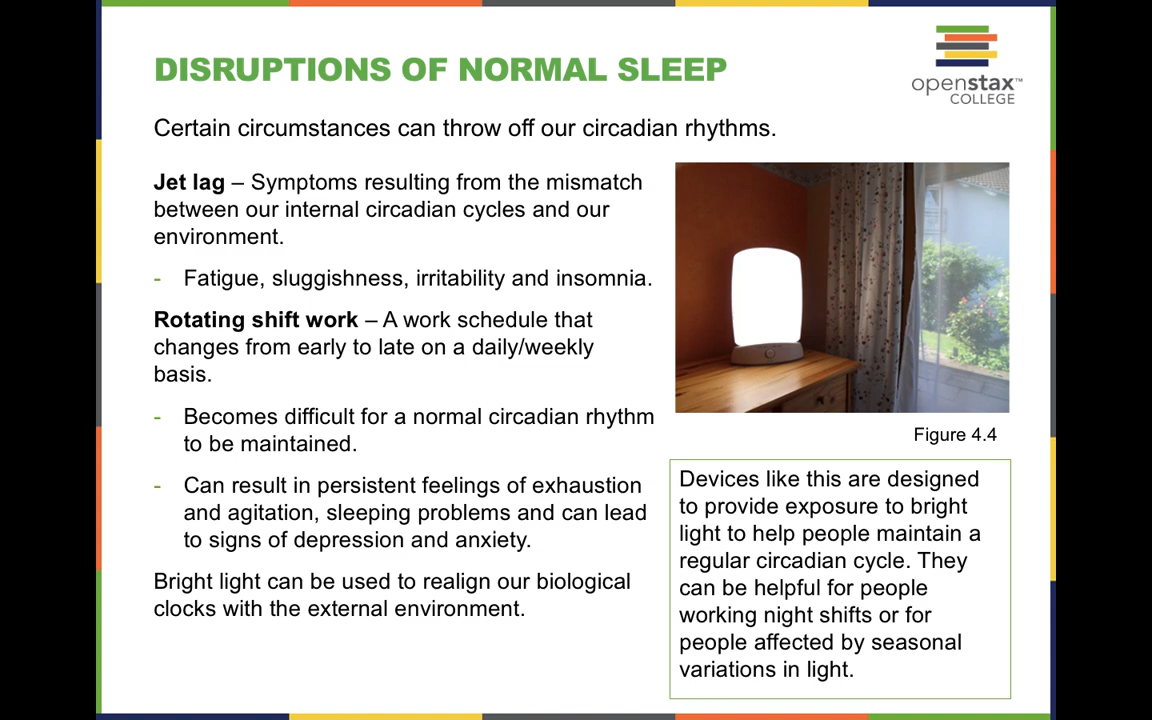 DISRUPTIONS OF NORMAL SLEEP
openstax™
COLLEGE
Certain circumstances can throw off our circadian rhythms.
Jet lag – Symptoms resulting from the mismatch
between our internal circadian cycles and our
environment.
- Fatigue, sluggishness, irritability and insomnia.
Rotating shift work – A work schedule that
changes from early to late on a daily/weekly
basis.
- Becomes difficult for a normal circadian rhythm
to be maintained.
- Can result in persistent feelings of exhaustion
and agitation, sleeping problems and can lead
to signs of depression and anxiety.
Bright light can be used to realign our biological
clocks with the external environment.
Figure 4.4
Devices like this are designed
to provide exposure to bright
light to help people maintain a
regular circadian cycle. They
can be helpful for people
working night shifts or for
people affected by seasonal
variations in light.